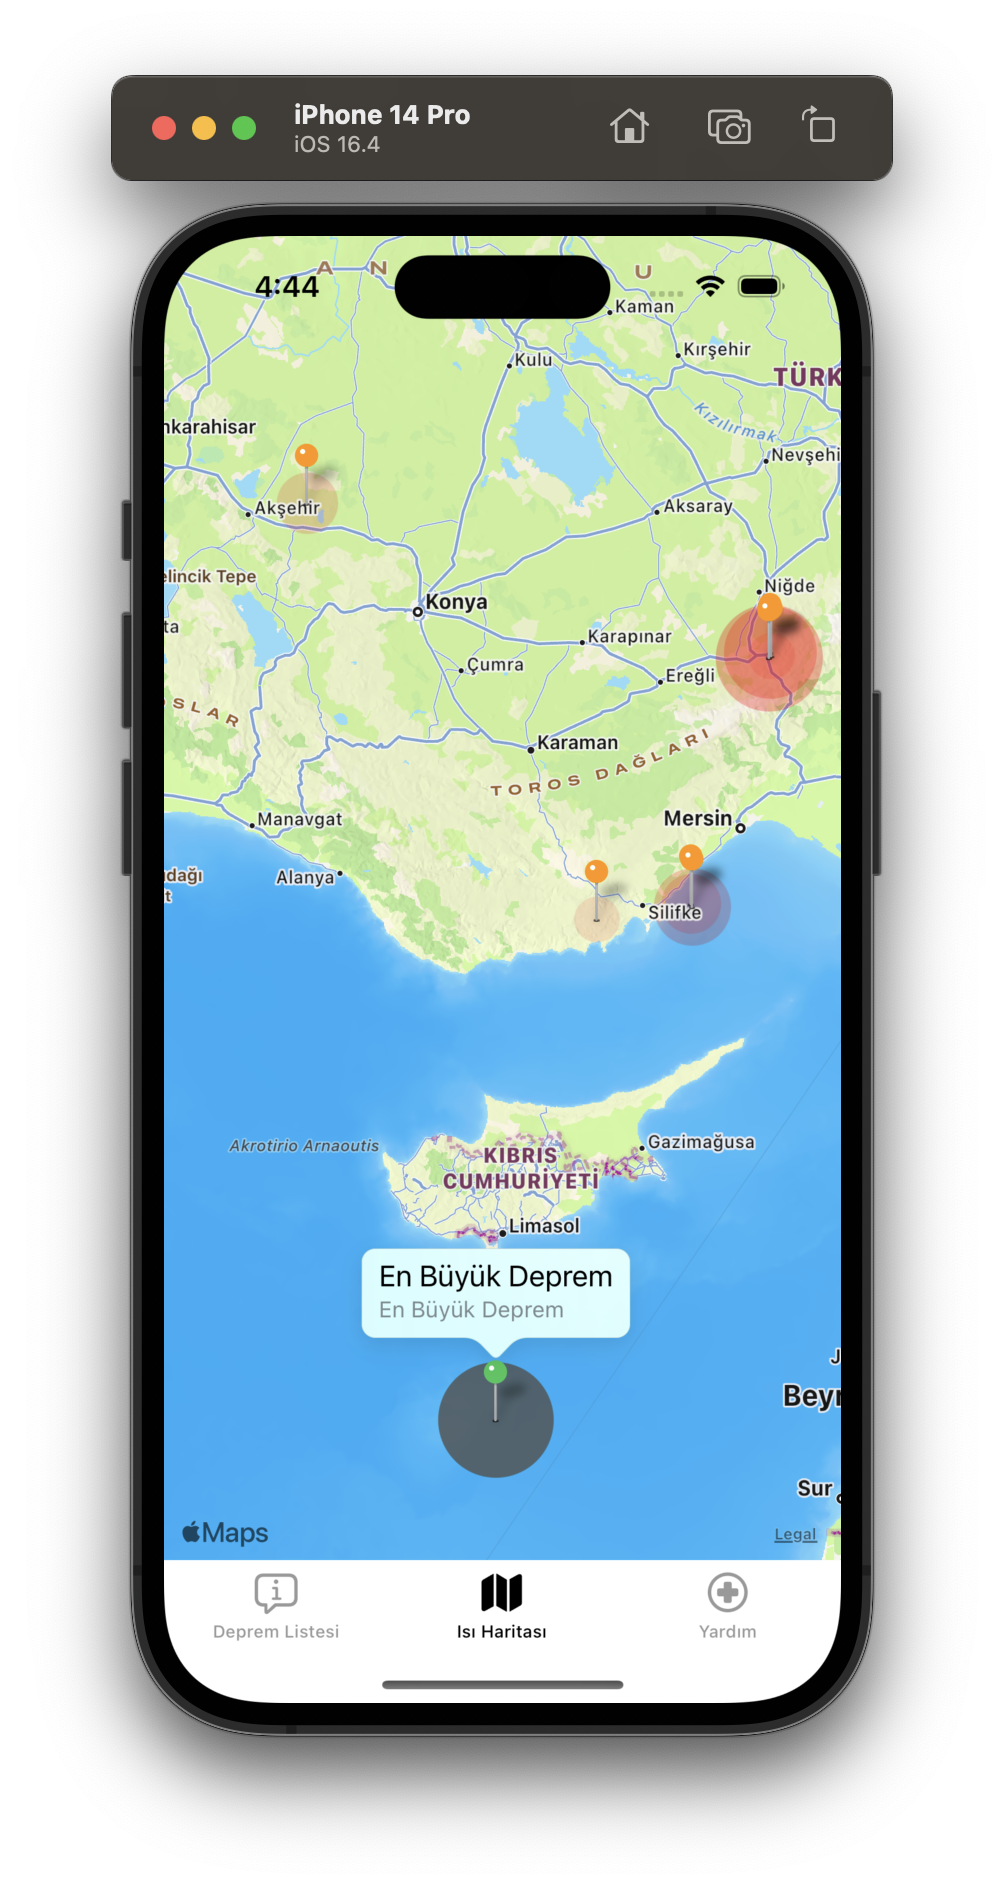 iPhone 14 Pro
iOS 16.4
A N
U
4:44
Kaman
Kulu
Kırşehir
TÜRK
Kızılırmak
nkarahisar
Nevşehi
Akşehir
Aksaray
elincik Tepe
Niğde
Konya
ta
Karapınar
Çumra
Ereğli
OSLAR
Karaman
TOROS DAĞLARI
Manavgat
Mersin
Alanya
dağı
t
Silifke
Akrotirio Arnaoutis
Gazimağusa
KIBRIS
CUMHURİYETİ
Limasol
En Büyük Deprem
En Büyük Deprem
J
Beyr
Sur
Maps
Legal
Deprem Listesi
Isı Haritası
Yardım